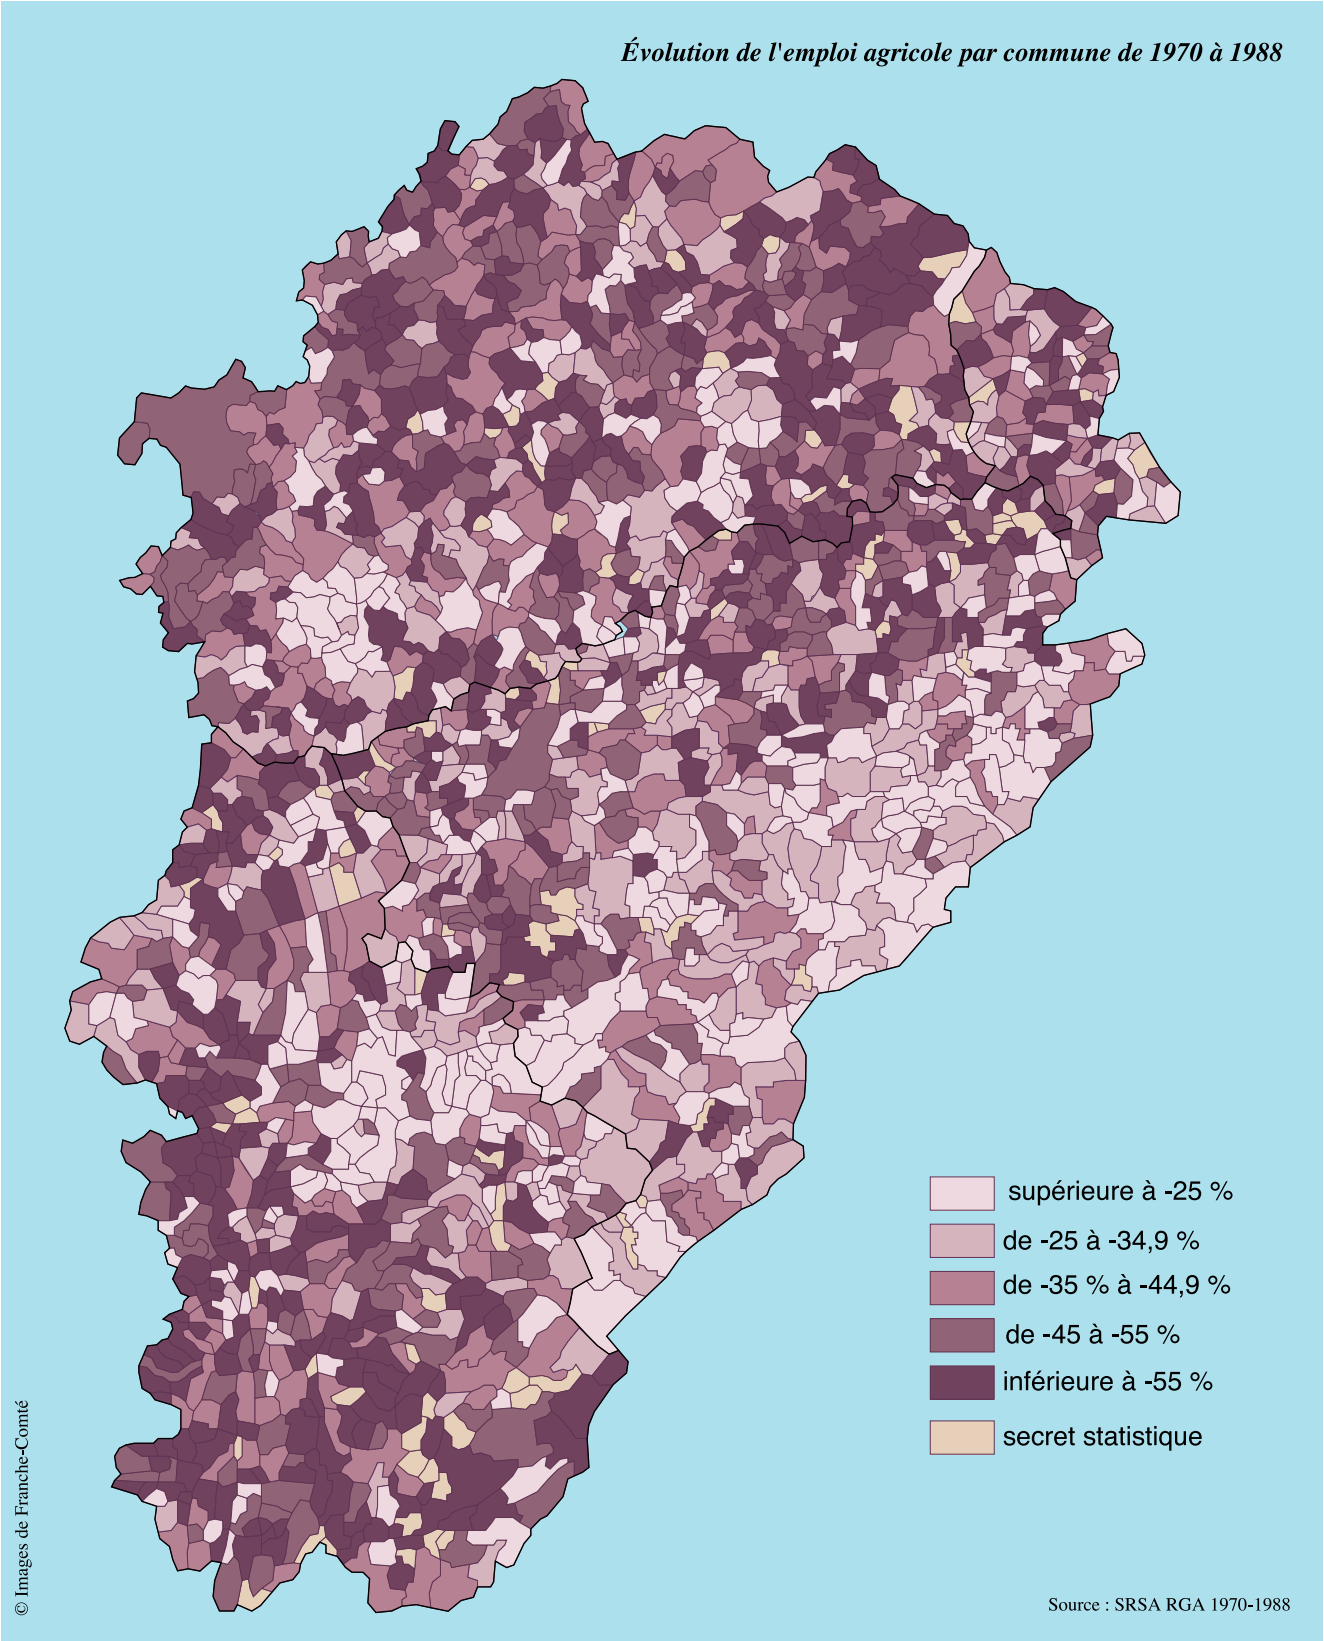 Évolution de l'emploi agricole par commune de 1970 à 1988
supérieure à -25 %
de -25 à -34,9 %
de -35 % à -44,9 %
de -45 à -55 %
inférieure à -55 %
secret statistique
© Images de Franche-Comté
Source : SRSA RGA 1970-1988